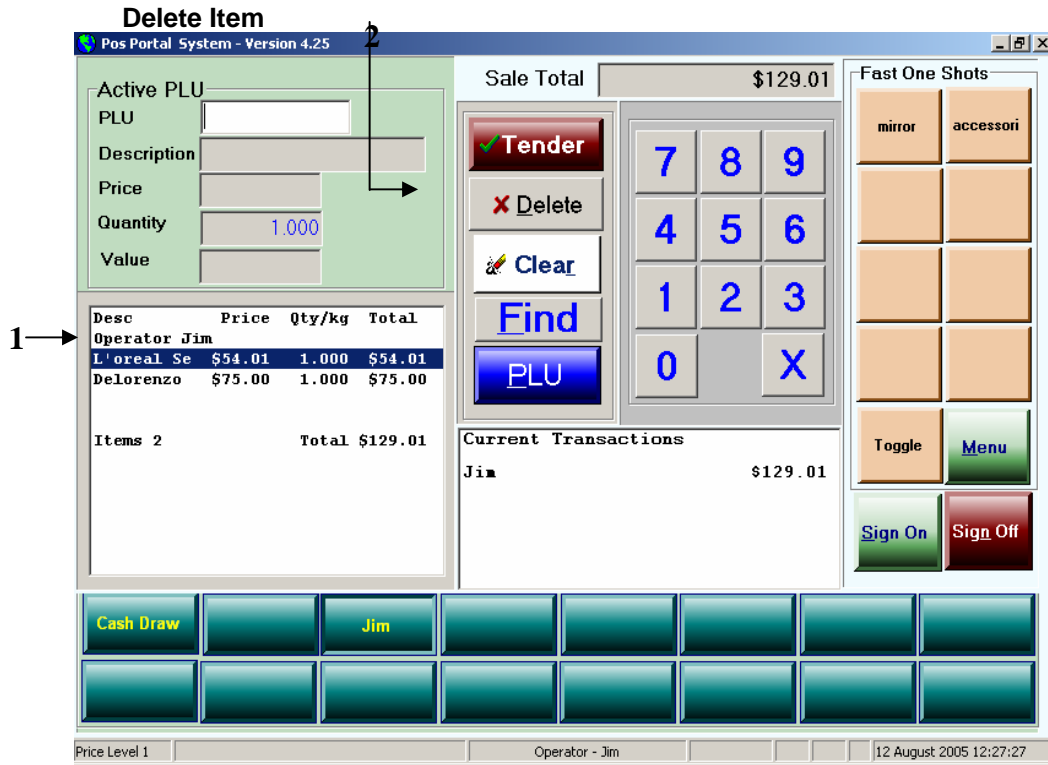 Delete Item
2
Pos Portal System - Version 4.25
Active PLU
PLU
Description
Price
Quantity 1.000
Value
Sale Total $129.01
Tender
Delete
Clear
Find
PLU
7 8 9
4 5 6
1 2 3
0 X
Fast One Shots
mirror accessori
Toggle Menu
Sign On Sign Off
1
Desc Price Qty/kg Total
Operator Jim
L'oreal Se $54.01 1.000 $54.01
Delorenzo $75.00 1.000 $75.00
Items 2 Total $129.01
Current Transactions
Jim $129.01
Cash Draw Jim
Price Level 1 Operator - Jim 12 August 2005 12:27:27